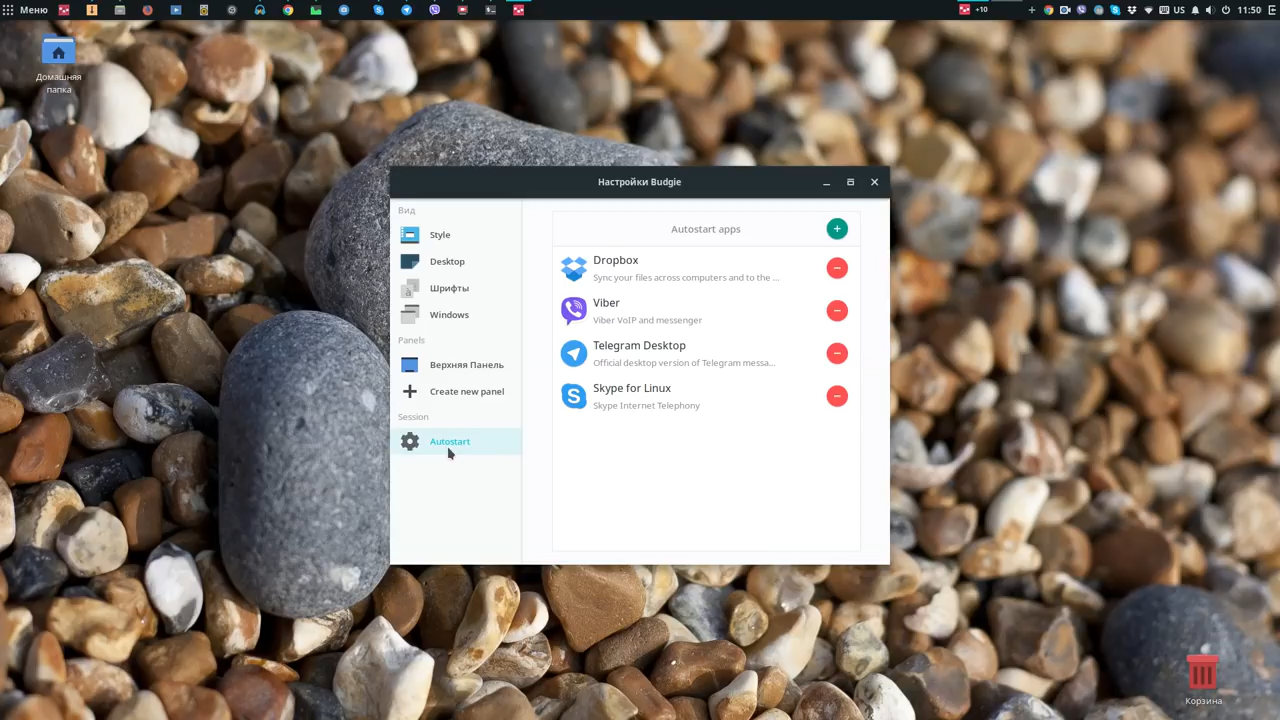 Меню
+10
US
11:50
Домашняя
папка
Настройки Budgie
Вид
Style
Desktop
Шрифты
Windows
Panels
Верхняя Панель
Create new panel
Session
Autostart
Autostart apps
Dropbox
Sync your files across computers and to the ...
Viber
Viber VoIP and messenger
Telegram Desktop
Official desktop version of Telegram messa...
Skype for Linux
Skype Internet Telephony
Корзина